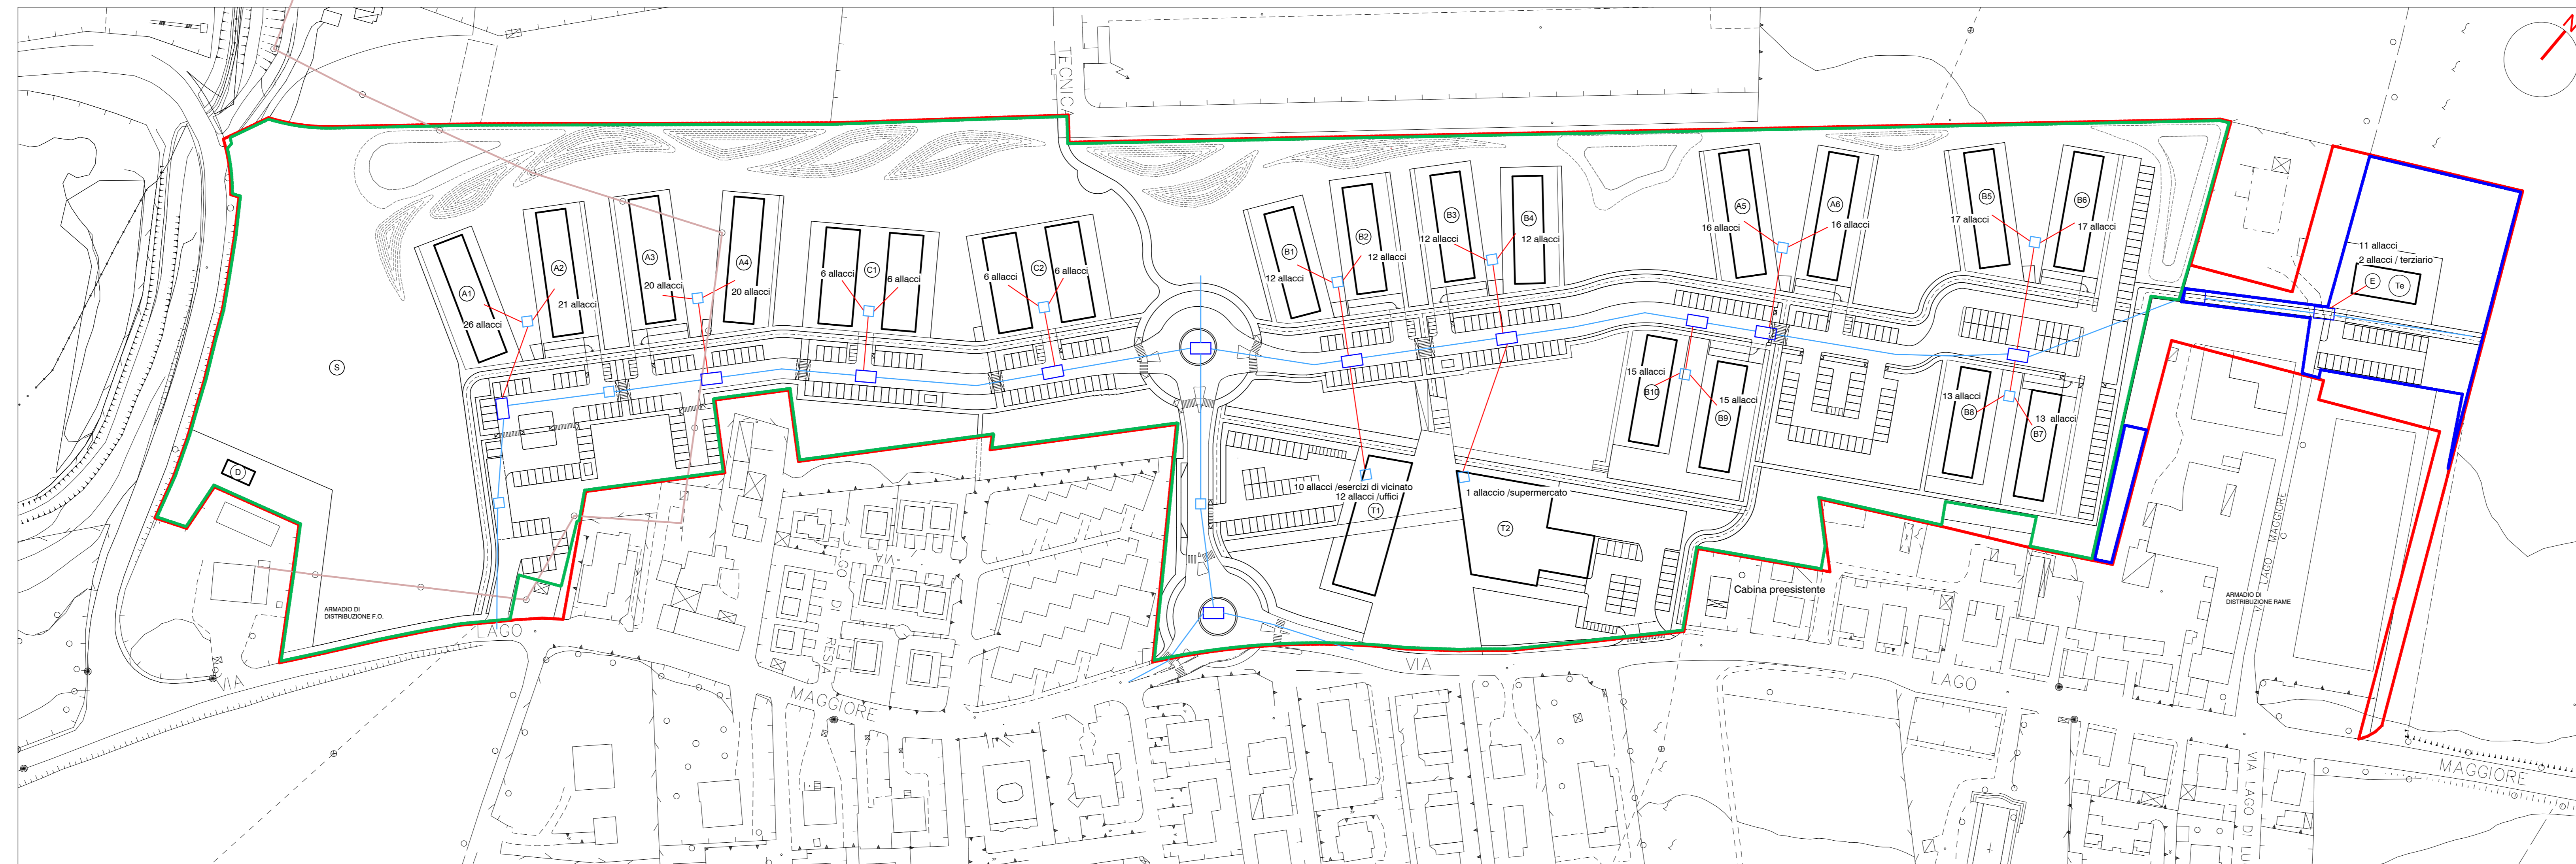 N
TECNICA
A1
26 allacci
A2
21 allacci
A3
20 allacci
A4
20 allacci
6 allacci
C1
6 allacci
6 allacci
C2
6 allacci
B1
12 allacci
B2
12 allacci
B3
12 allacci
B4
12 allacci
A5
16 allacci
A6
16 allacci
B5
17 allacci
B6
17 allacci
11 allacci
2 allacci / terziario
E
Te
S
D
15 allacci
B10
15 allacci
B9
13 allacci
B8
13 allacci
B7
10 allacci /esercizi di vicinato
12 allacci /uffici
T1
1 allaccio /supermercato
T2
Cabina preesistente
ARMADIO DI
DISTRIBUZIONE F.O.
ARMADIO DI
DISTRIBUZIONE RAME
VIA
LAGO
VIA
DI
RESIA
MAGGIORE
VIA
LAGO
LAGO MAGGIORE
MAGGIORE
VIA LAGO DI